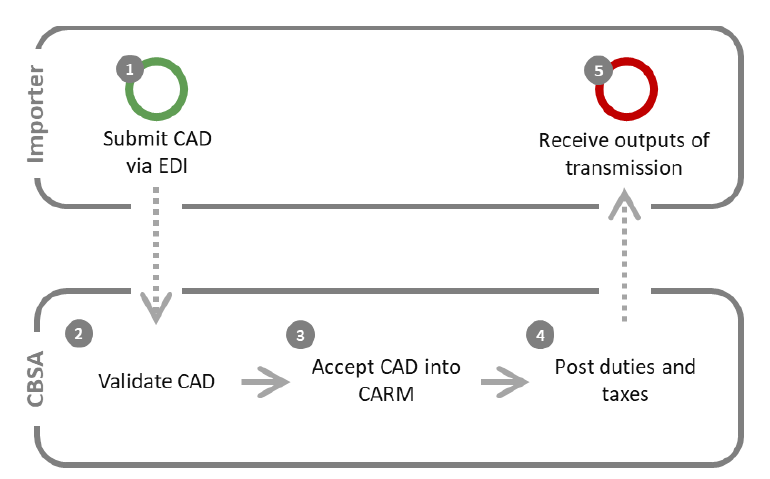 Importer
1
Submit CAD
via EDI
5
Receive outputs of
transmission
CBSA
2
Validate CAD
3
Accept CAD into
CARM
4
Post duties and
taxes